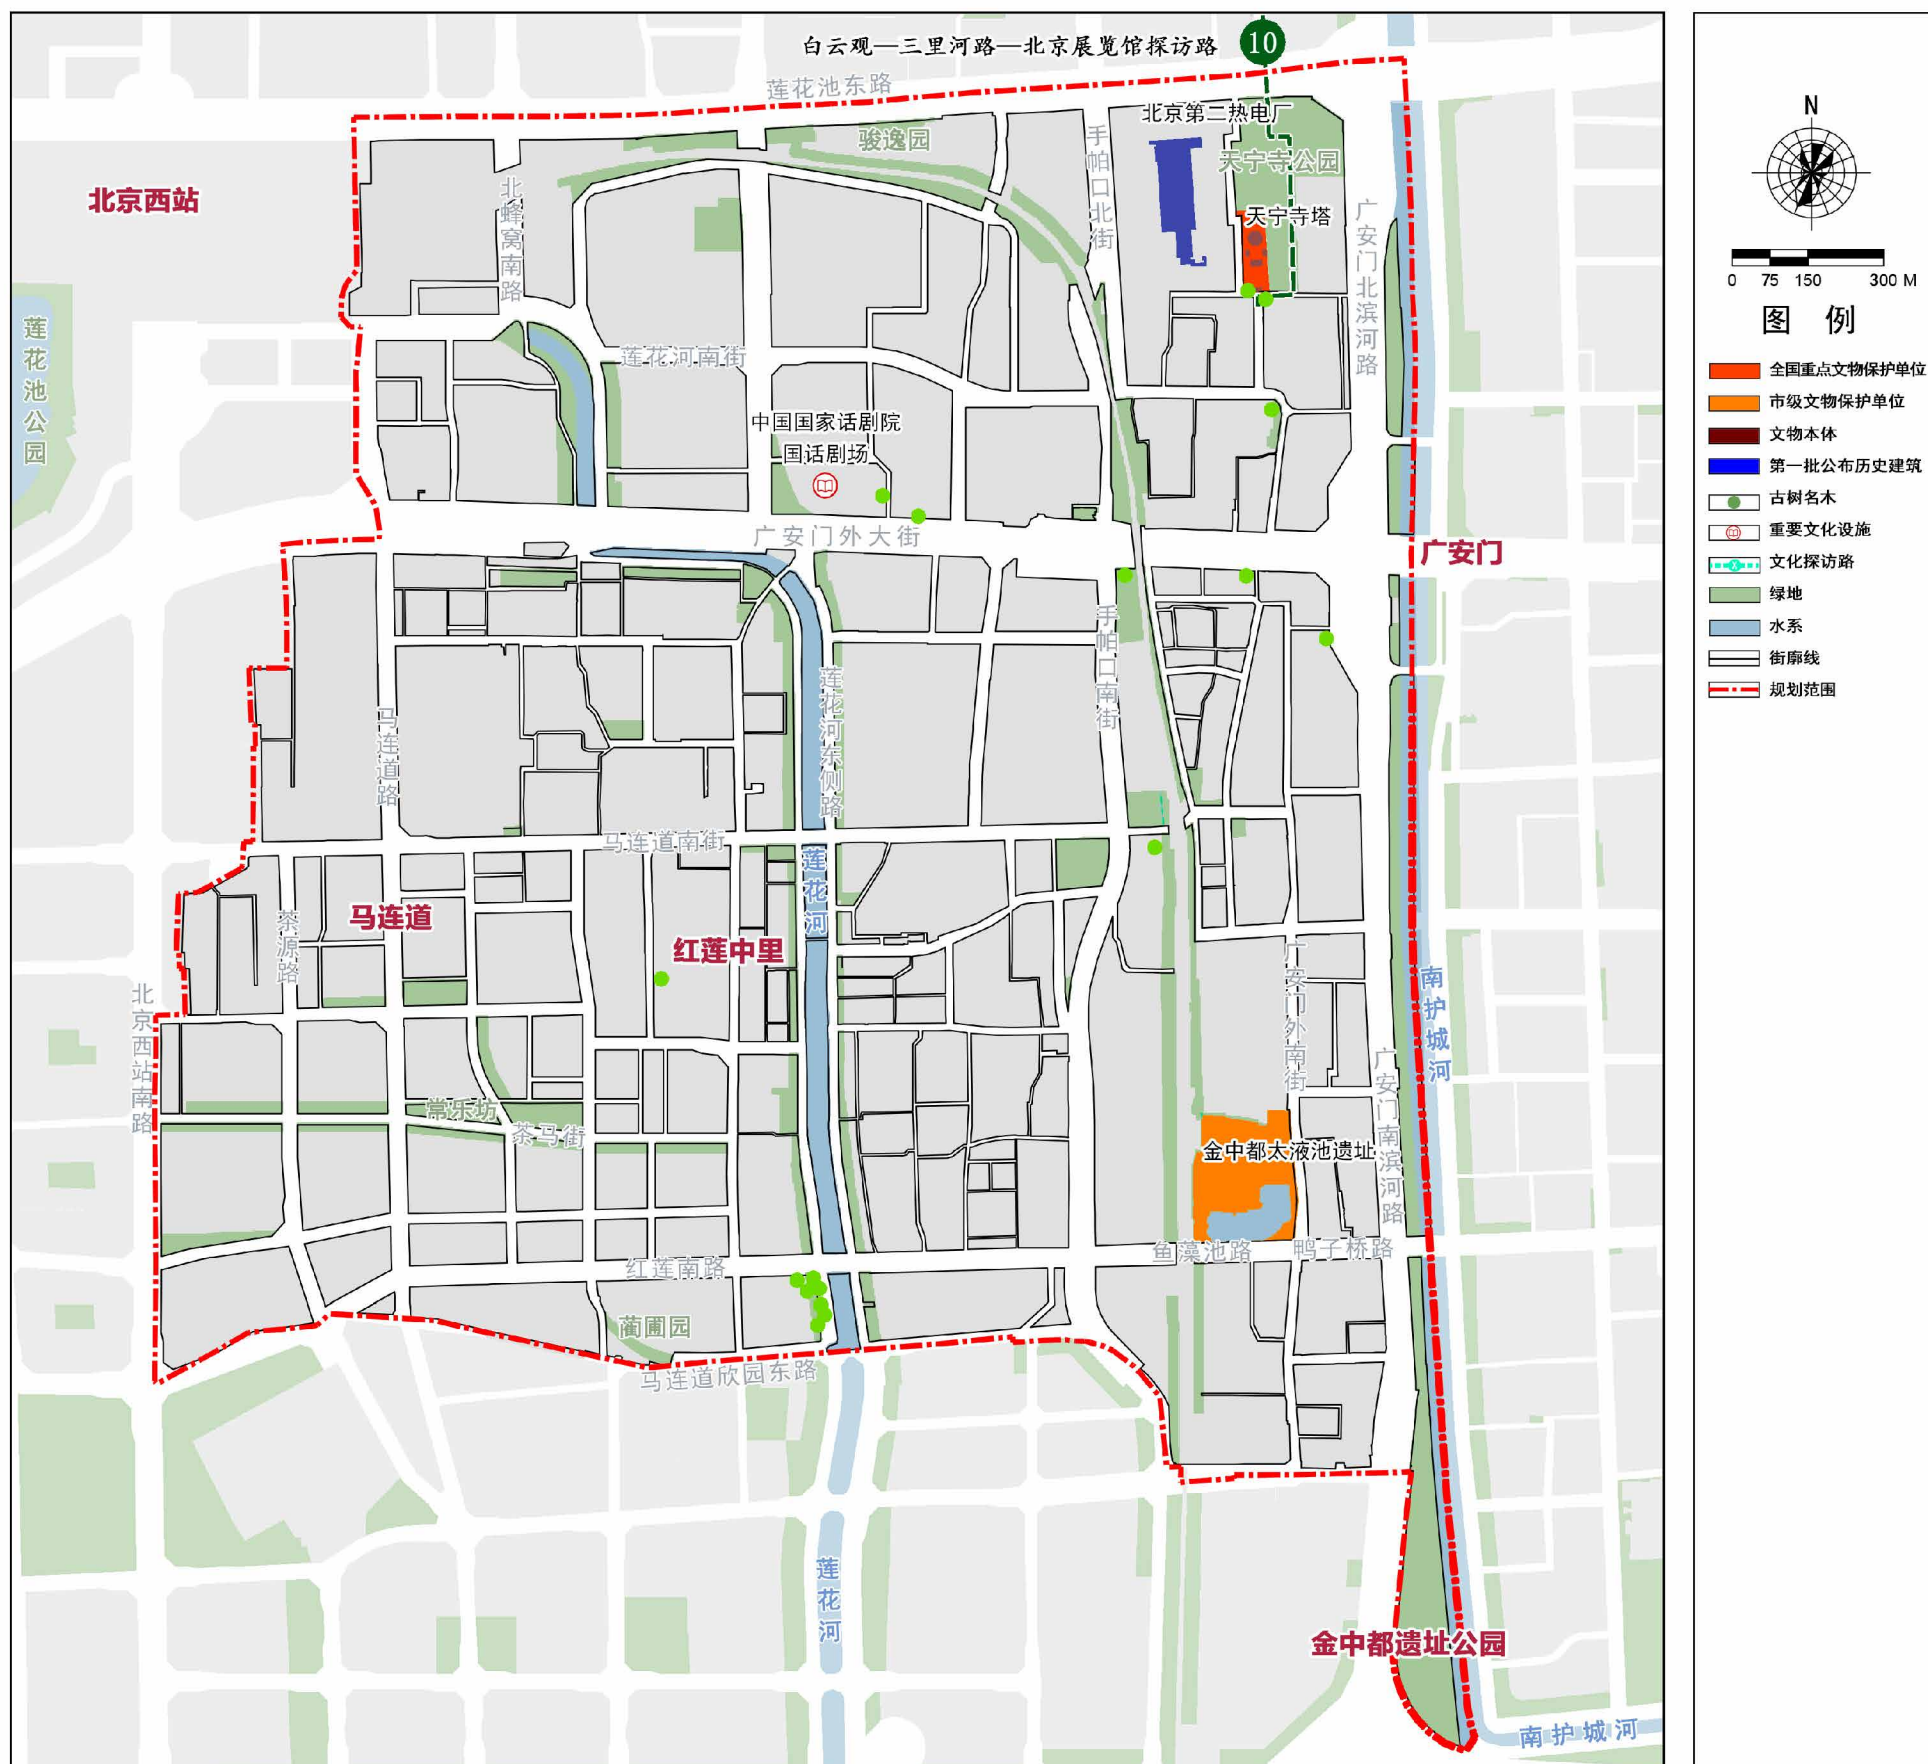 白云观—三里河路—北京展览馆探访路
10
莲花池东路
北京第二热电厂
骏逸园
天宁寺公园
手帕口北街
北京西站
北蜂窝南路
天宁寺塔
广安门北滨河路
莲花池公园
莲花河南街
中国国家话剧院
国话剧场
广安门外大街
广安门
手帕口南街
莲花河东侧路
马连道路
马连道南街
莲花河
马连道
茶源路
红莲中里
广安门外南街
南护城河
北京西站南路
广安门南滨河路
常乐坊
茶马街
金中都太液池遗址
鱼藻池路
鸭子桥路
红莲南路
蔺圃园
马连道欣园东路
莲花河
金中都遗址公园
南护城河
N
0 75 150 300 M
图 例
全国重点文物保护单位
市级文物保护单位
文物本体
第一批公布历史建筑
古树名木
重要文化设施
X
文化探访路
绿地
水系
街廓线
规划范围